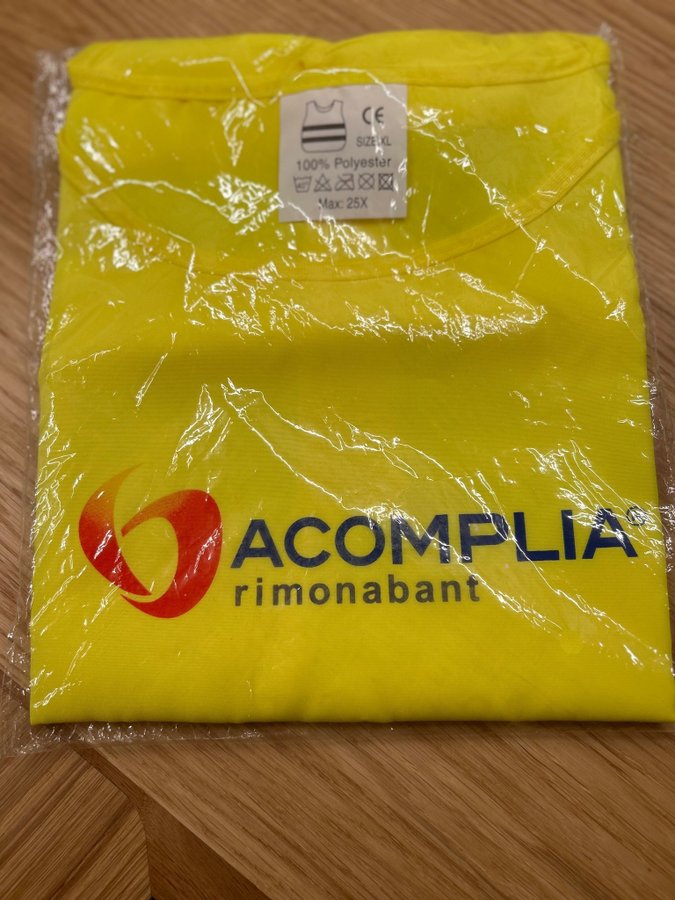 CE
SIZE:XL
100% Polyester
Max: 25X
ACOMPLIA®
rimonabant